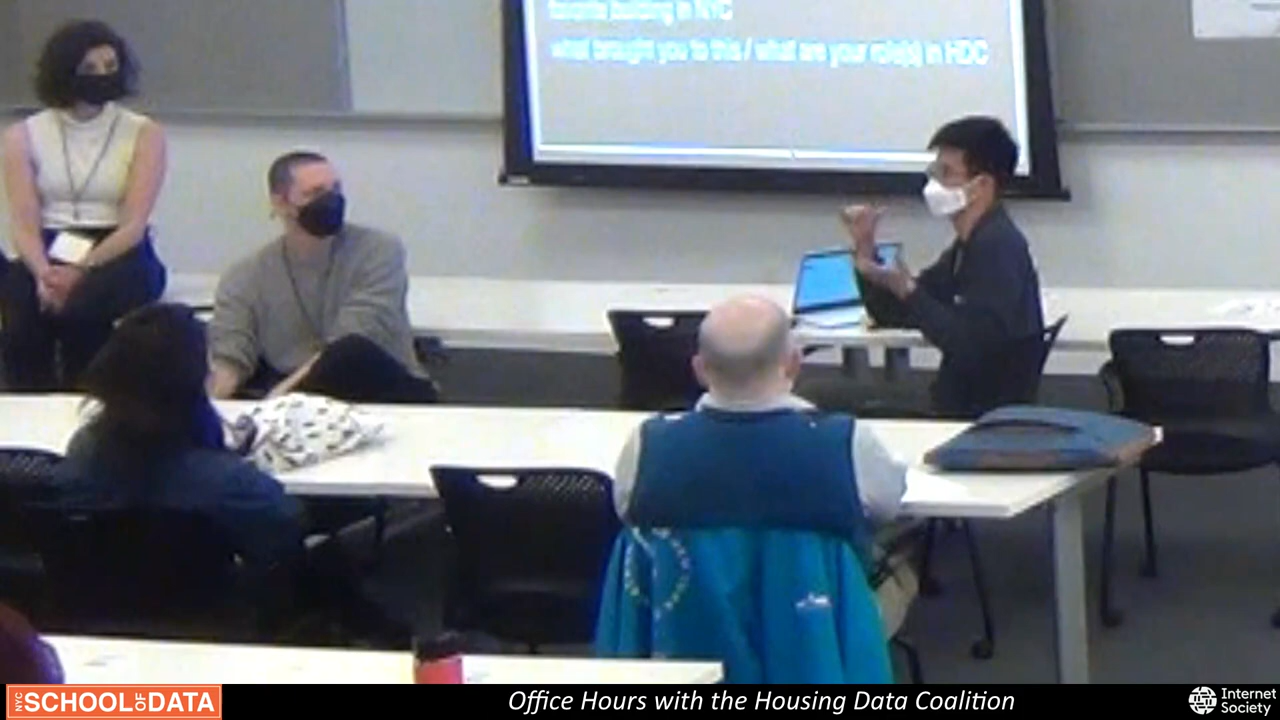 favorite building in NYC
what brought you to this / what are your role(s) in HDC
NYC SCHOOL OF DATA
Office Hours with the Housing Data Coalition
Internet
Society